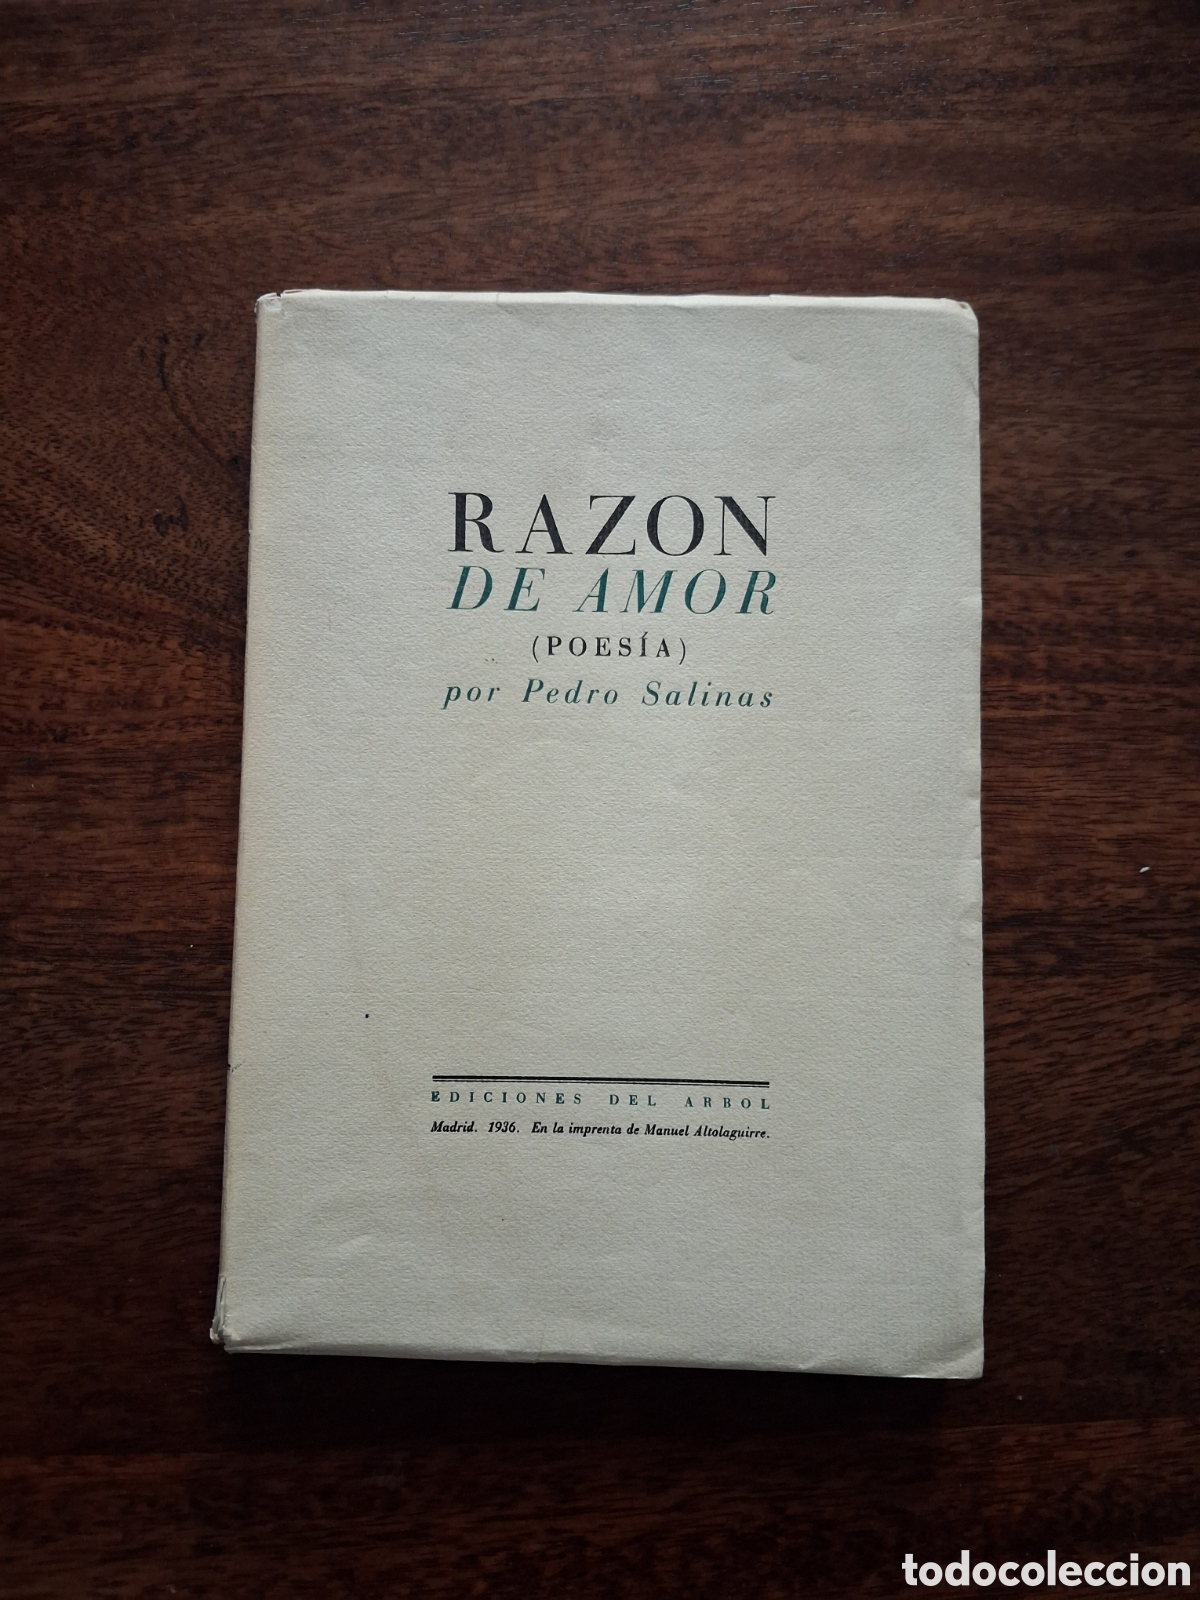 RAZON
DE AMOR
(POESÍA)
por Pedro Salinas
EDICIONES DEL ARBOL
Madrid. 1936. En la imprenta de Manuel Altolaguirre.
todocoleccion